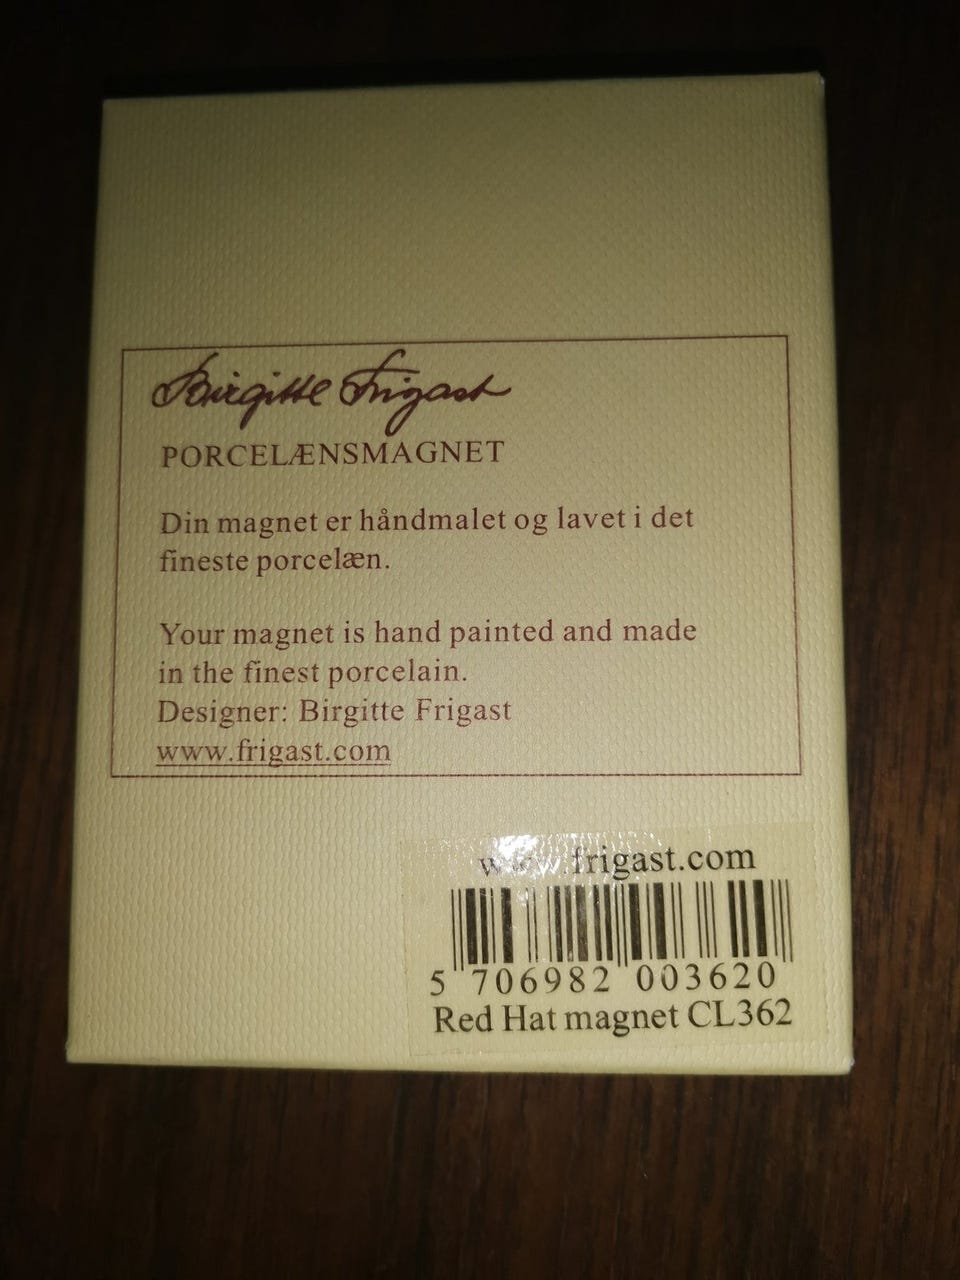 Birgitte Frigast
PORCELÆNSMAGNET
Din magnet er håndmalet og lavet i det
fineste porcelæn.
Your magnet is hand painted and made
in the finest porcelain.
Designer: Birgitte Frigast
www.frigast.com
www.frigast.com
5 706982 003620
Red Hat magnet CL362